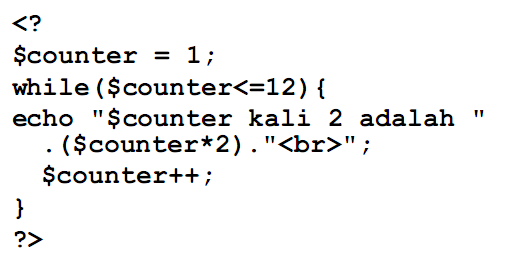 <?
$counter = 1;
while($counter<=12){
echo "$counter kali 2 adalah "
.($counter*2)."<br>";
$counter++;
}
?>